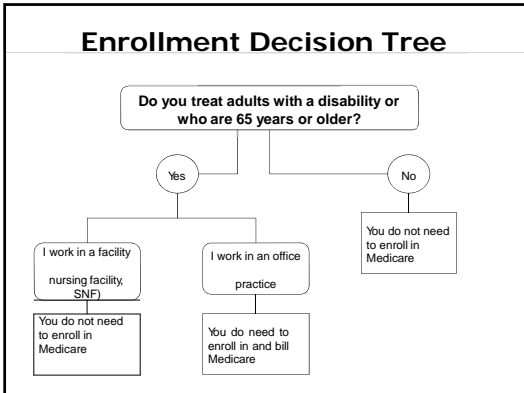 Enrollment Decision Tree
Do you treat adults with a disability or
who are 65 years or older?
Yes
No
I work in a facility
nursing facility,
SNF)
I work in an office
practice
You do not need
to enroll in
Medicare
You do not need
to enroll in
Medicare
You do need to
enroll in and bill
Medicare